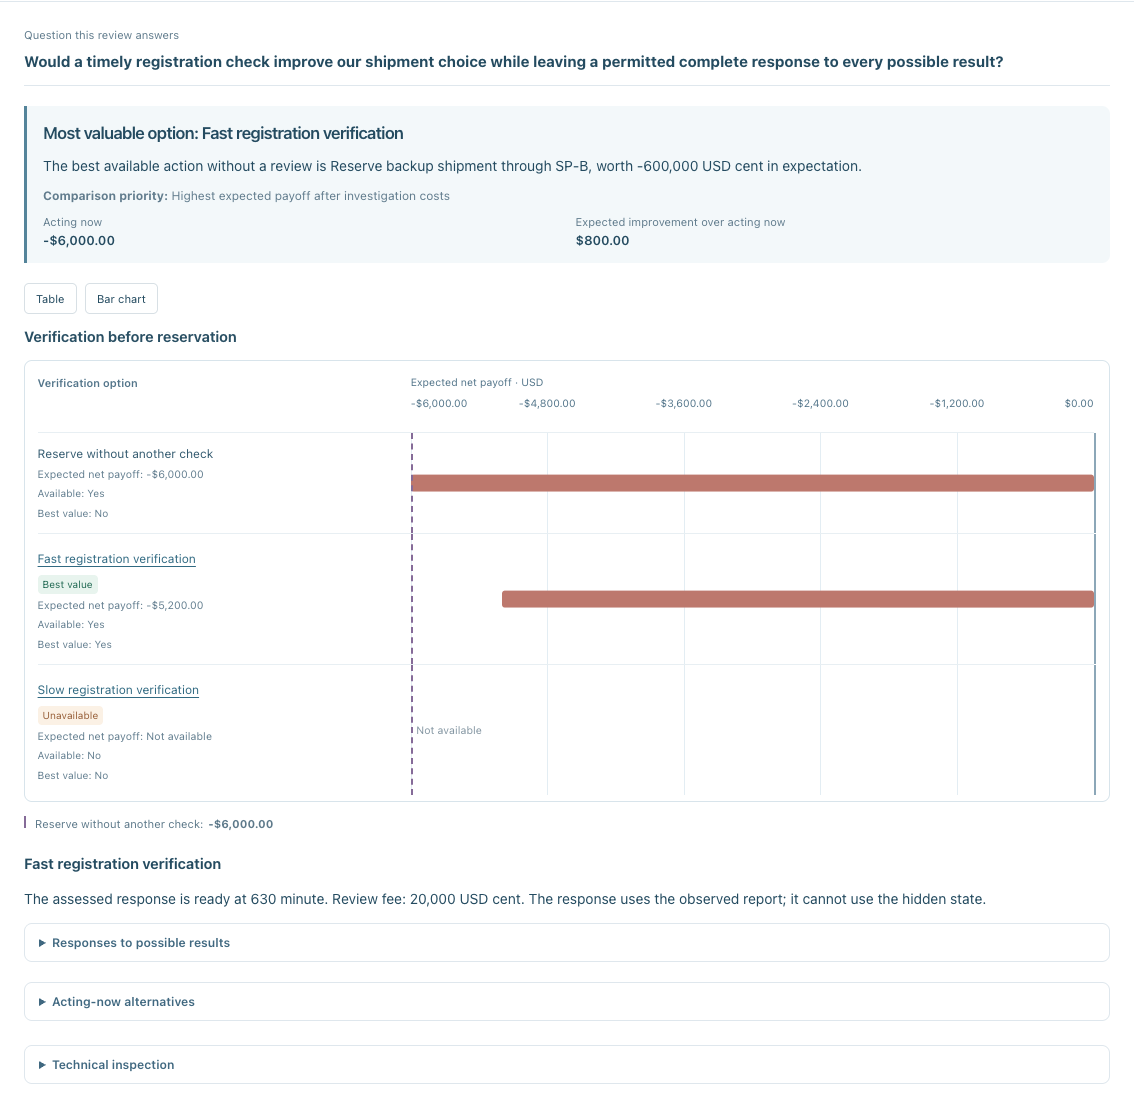 Question this review answers
Would a timely registration check improve our shipment choice while leaving a permitted complete response to every possible result?
Most valuable option: Fast registration verification
The best available action without a review is Reserve backup shipment through SP-B, worth -600,000 USD cent in expectation.
Comparison priority: Highest expected payoff after investigation costs
Acting now
-$6,000.00
Expected improvement over acting now
$800.00
Table
Bar chart
Verification before reservation
Verification option
Expected net payoff · USD
-$6,000.00 -$4,800.00 -$3,600.00 -$2,400.00 -$1,200.00 $0.00
Reserve without another check
Expected net payoff: -$6,000.00
Available: Yes
Best value: No
Fast registration verification
Best value
Expected net payoff: -$5,200.00
Available: Yes
Best value: Yes
Slow registration verification
Unavailable
Expected net payoff: Not available
Available: No
Best value: No
Not available
Reserve without another check: -$6,000.00
Fast registration verification
The assessed response is ready at 630 minute. Review fee: 20,000 USD cent. The response uses the observed report; it cannot use the hidden state.
Responses to possible results
Acting-now alternatives
Technical inspection